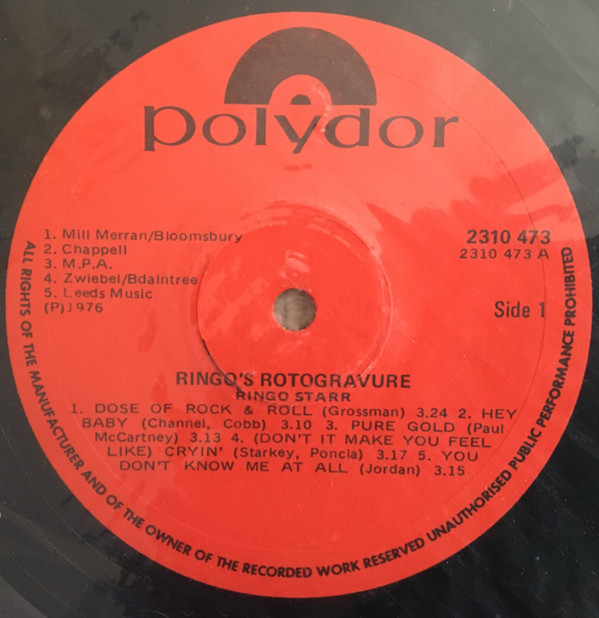 polydor
1. Mill Merran/Bloomsbury
2. Chappell
3. M.P.A.
4. Zwiebel/Bdaintree
5. Leeds Music
(P)1976
2310 473
2310 473 A
Side 1
RINGO'S ROTOGRAVURE
RINGO STARR
1. DOSE OF ROCK & ROLL (Grossman) 3.24 2. HEY
BABY (Channel, Cobb) 3.10 3. PURE GOLD (Paul
McCartney) 3.13 4. (DON'T IT MAKE YOU FEEL
LIKE) CRYIN' (Starkey, Poncia) 3.17 5. YOU
DON'T KNOW ME AT ALL (Jordan) 3.15
ALL RIGHTS OF THE MANUFACTURER AND OF THE OWNER OF THE RECORDED WORK RESERVED UNAUTHORISED PUBLIC PERFORMANCE PROHIBITED